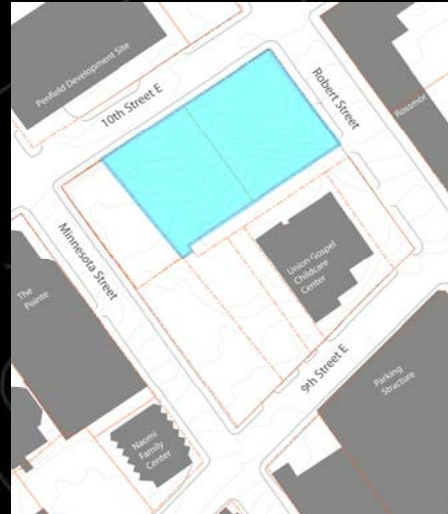 Penfield Development Site
10th Street E
Robert Street
Rossmor
Minnesota Street
The
Pointe
Union Gospel
Childcare
Center
9th Street E
Parking
Structure
Naomi
Family
Center